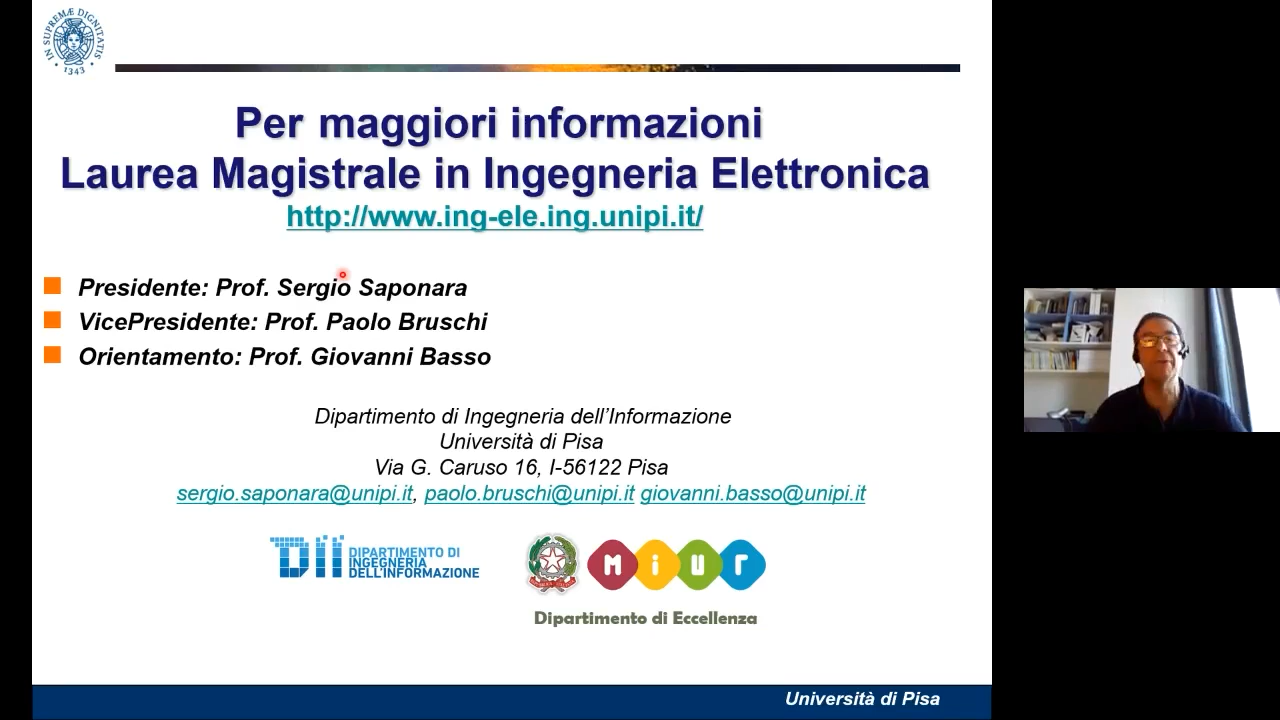 IN SUPREMÆ DIGNITATIS
1343
Per maggiori informazioni
Laurea Magistrale in Ingegneria Elettronica
http://www.ing-ele.ing.unipi.it/
Presidente: Prof. Sergio Saponara
VicePresidente: Prof. Paolo Bruschi
Orientamento: Prof. Giovanni Basso
Dipartimento di Ingegneria dell’Informazione
Università di Pisa
Via G. Caruso 16, I-56122 Pisa
sergio.saponara@unipi.it, paolo.bruschi@unipi.it giovanni.basso@unipi.it
DII DIPARTIMENTO DI
INGEGNERIA
DELL'INFORMAZIONE
MiUr
Dipartimento di Eccellenza
Università di Pisa